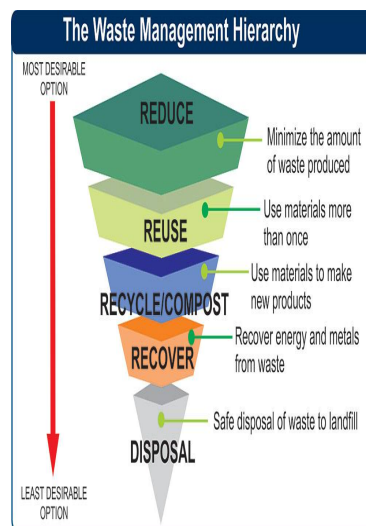 The Waste Management Hierarchy
MOST DESIRABLE
OPTION
REDUCE
Minimize the amount
of waste produced
Use materials more
than once
REUSE
Use materials to make
new products
RECYCLE/COMPOST
Recover energy and metals
from waste
RECOVER
Safe disposal of waste to landfill
DISPOSAL
LEAST DESIRABLE
OPTION